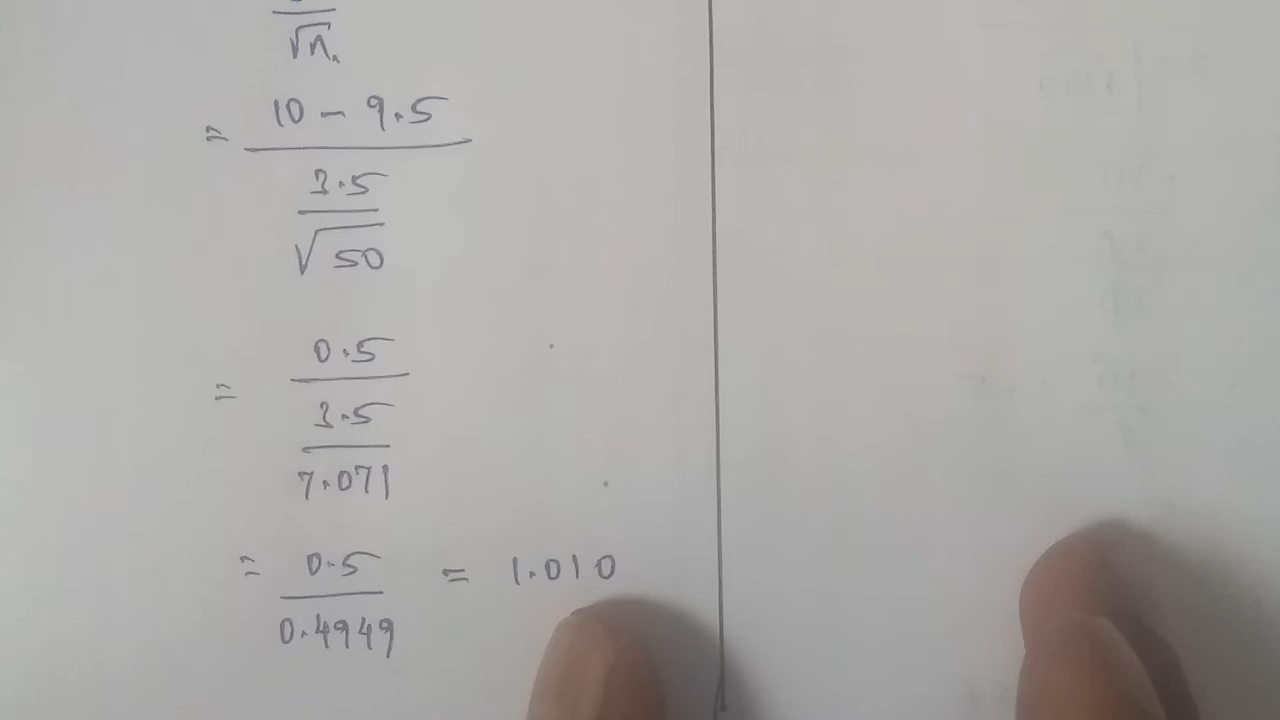 √n
= 10 - 9.5
3.5
√50
= 0.5
3.5
7.071
= 0.5 = 1.010
0.4949